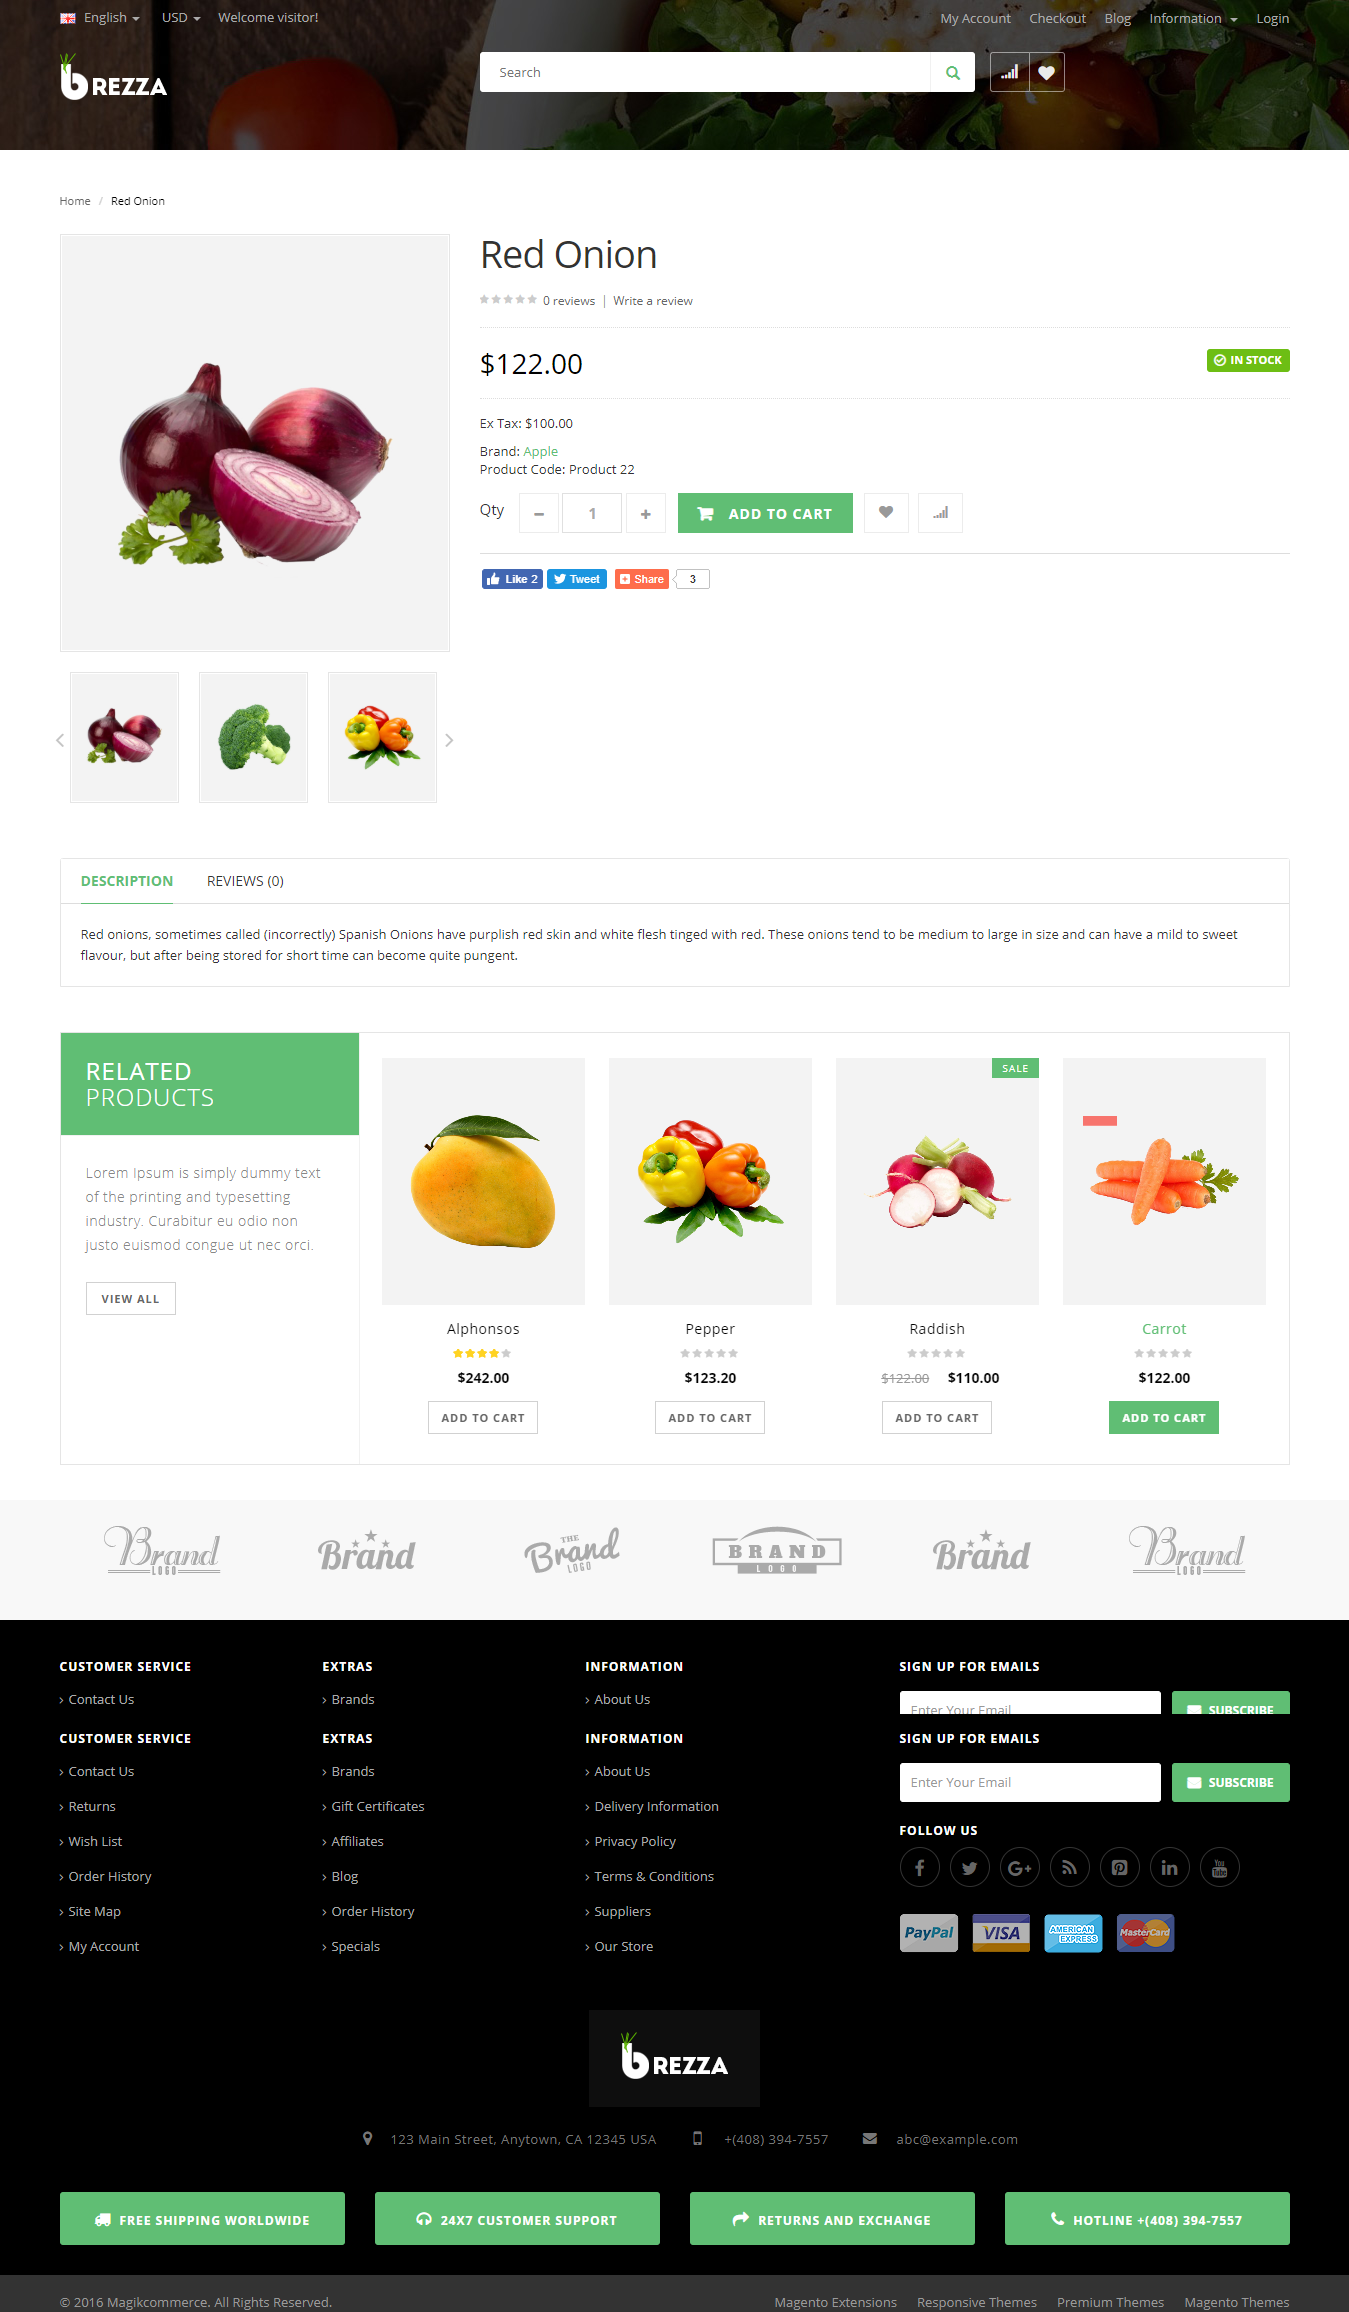 English USD Welcome visitor!
My Account Checkout Blog Information Login
bREZZA
Search
Home / Red Onion
Red Onion
0 reviews | Write a review
$122.00
IN STOCK
Ex Tax: $100.00
Brand: Apple
Product Code: Product 22
Qty − 1 + ADD TO CART
Like 2 Tweet Share 3
DESCRIPTION REVIEWS (0)
Red onions, sometimes called (incorrectly) Spanish Onions have purplish red skin and white flesh tinged with red. These onions tend to be medium to large in size and can have a mild to sweet
flavour, but after being stored for short time can become quite pungent.
RELATED
PRODUCTS
Lorem Ipsum is simply dummy text
of the printing and typesetting
industry. Curabitur eu odio non
justo euismod congue ut nec orci.
VIEW ALL
SALE
Alphonsos Pepper Raddish Carrot
$242.00 $123.20 $122.00 $110.00 $122.00
ADD TO CART ADD TO CART ADD TO CART ADD TO CART
Brand LOGO
Brand
THE Brand LOGO
BRAND LOGO
Brand
Brand LOGO
CUSTOMER SERVICE EXTRAS INFORMATION SIGN UP FOR EMAILS
› Contact Us › Brands › About Us Enter Your Email SUBSCRIBE
CUSTOMER SERVICE EXTRAS INFORMATION SIGN UP FOR EMAILS
› Contact Us › Brands › About Us Enter Your Email SUBSCRIBE
› Returns › Gift Certificates › Delivery Information
FOLLOW US
› Wish List › Affiliates › Privacy Policy
› Order History › Blog › Terms & Conditions
› Site Map › Order History › Suppliers
PayPal VISA AMERICAN EXPRESS MasterCard
› My Account › Specials › Our Store
bREZZA
123 Main Street, Anytown, CA 12345 USA +(408) 394-7557 abc@example.com
FREE SHIPPING WORLDWIDE 24X7 CUSTOMER SUPPORT RETURNS AND EXCHANGE HOTLINE +(408) 394-7557
© 2016 Magikcommerce. All Rights Reserved. Magento Extensions Responsive Themes Premium Themes Magento Themes